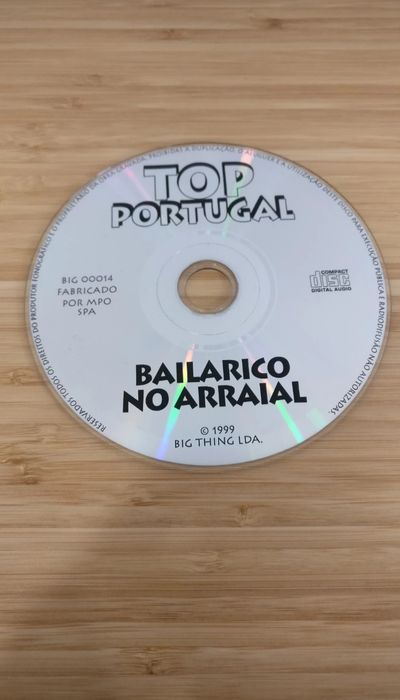 TOP
PORTUGAL
BIG 00014
FABRICADO
POR MPO
SPA
COMPACT
disc
DIGITAL AUDIO
BAILARICO
NO ARRAIAL
© 1999
BIG THING LDA.
RESERVADOS TODOS OS DIREITOS DO PRODUTOR FONOGRÁFICO E DO PROPRIETÁRIO DA OBRA GRAVADA. PROIBIDAS A DUPLICAÇÃO, O ALUGUER E A UTILIZAÇÃO DESTE DISCO PARA EXECUÇÃO PÚBLICA E RADIODIFUSÃO NÃO AUTORIZADAS.